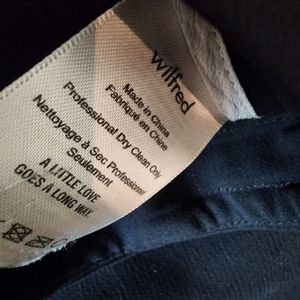 wilfred
Made in China
Fabriqué en Chine
Professional Dry Clean Only
Nettoyage à Sec Professionel
Seulement
A LITTLE LOVE
GOES A LONG WAY